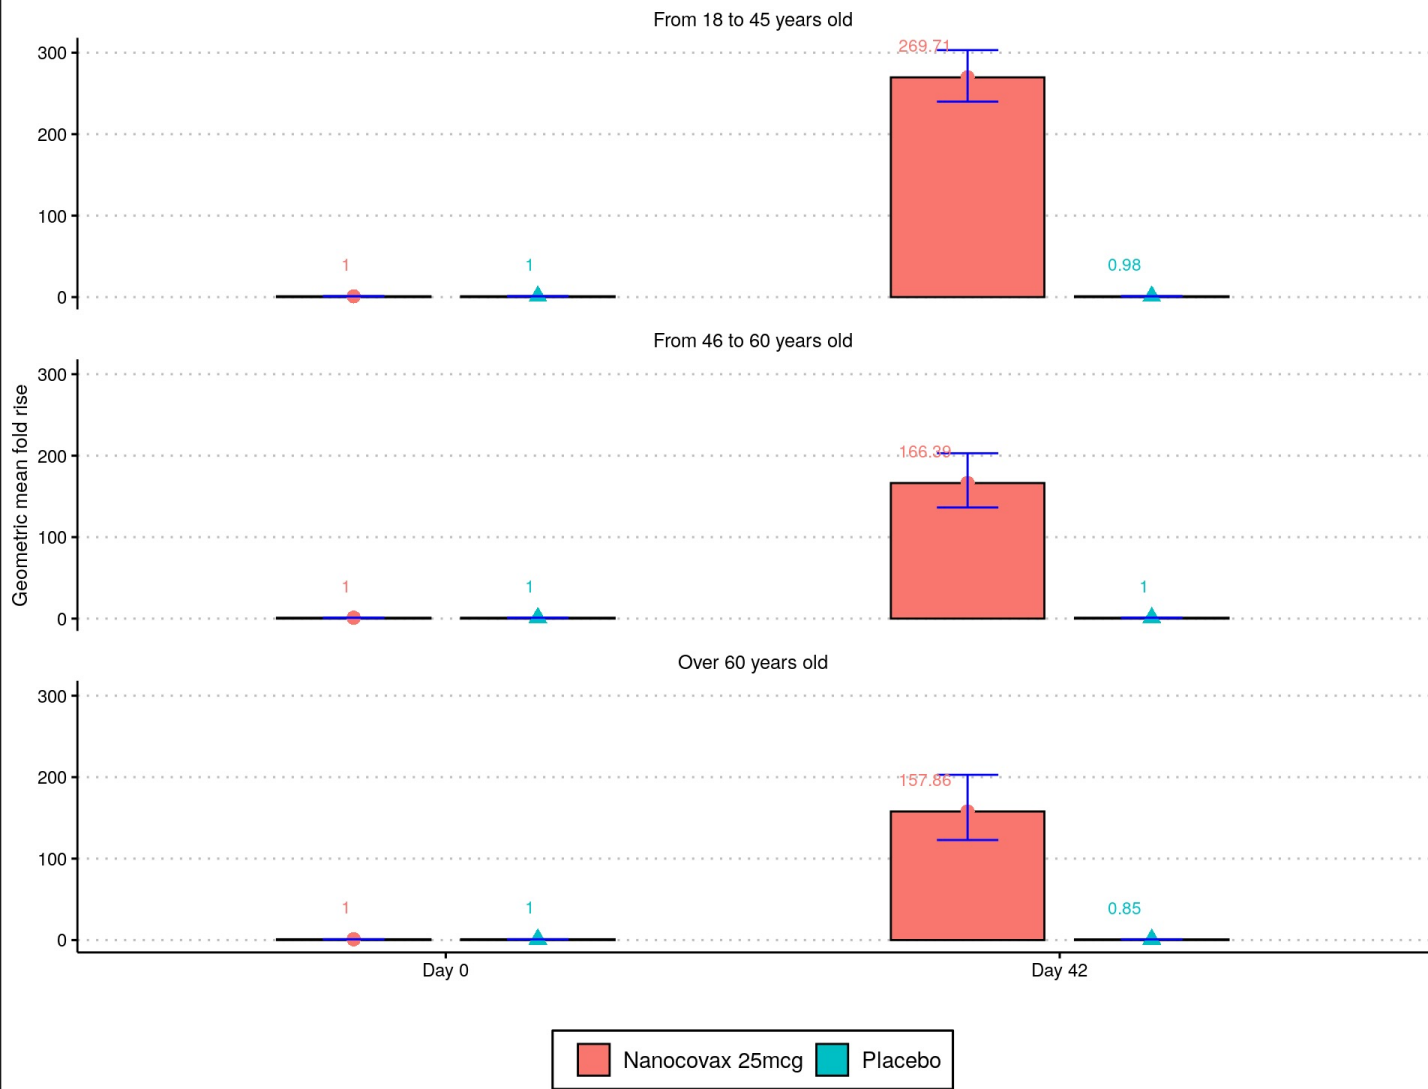 From 18 to 45 years old
300
269.71
200
100
1 1 0.98
0
From 46 to 60 years old
300
200
166.39
100
1 1 1
0
Geometric mean fold rise
Over 60 years old
300
200
157.86
100
1 1 0.85
0
Day 0 Day 42
Nanocovax 25mcg Placebo